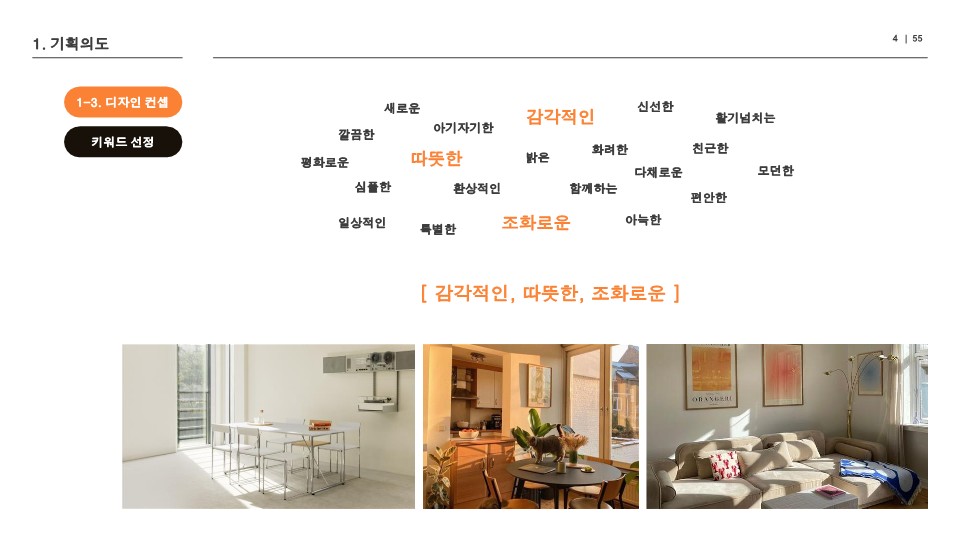 1. 기획의도
4 | 55
1-3. 디자인 컨셉
키워드 선정
새로운
감각적인
신선한
활기넘치는
깔끔한
아기자기한
평화로운
따뜻한
밝은
화려한
친근한
다채로운
모던한
심플한
환상적인
함께하는
편안한
일상적인
특별한
조화로운
아늑한
[ 감각적인, 따뜻한, 조화로운 ]
ORANGERI